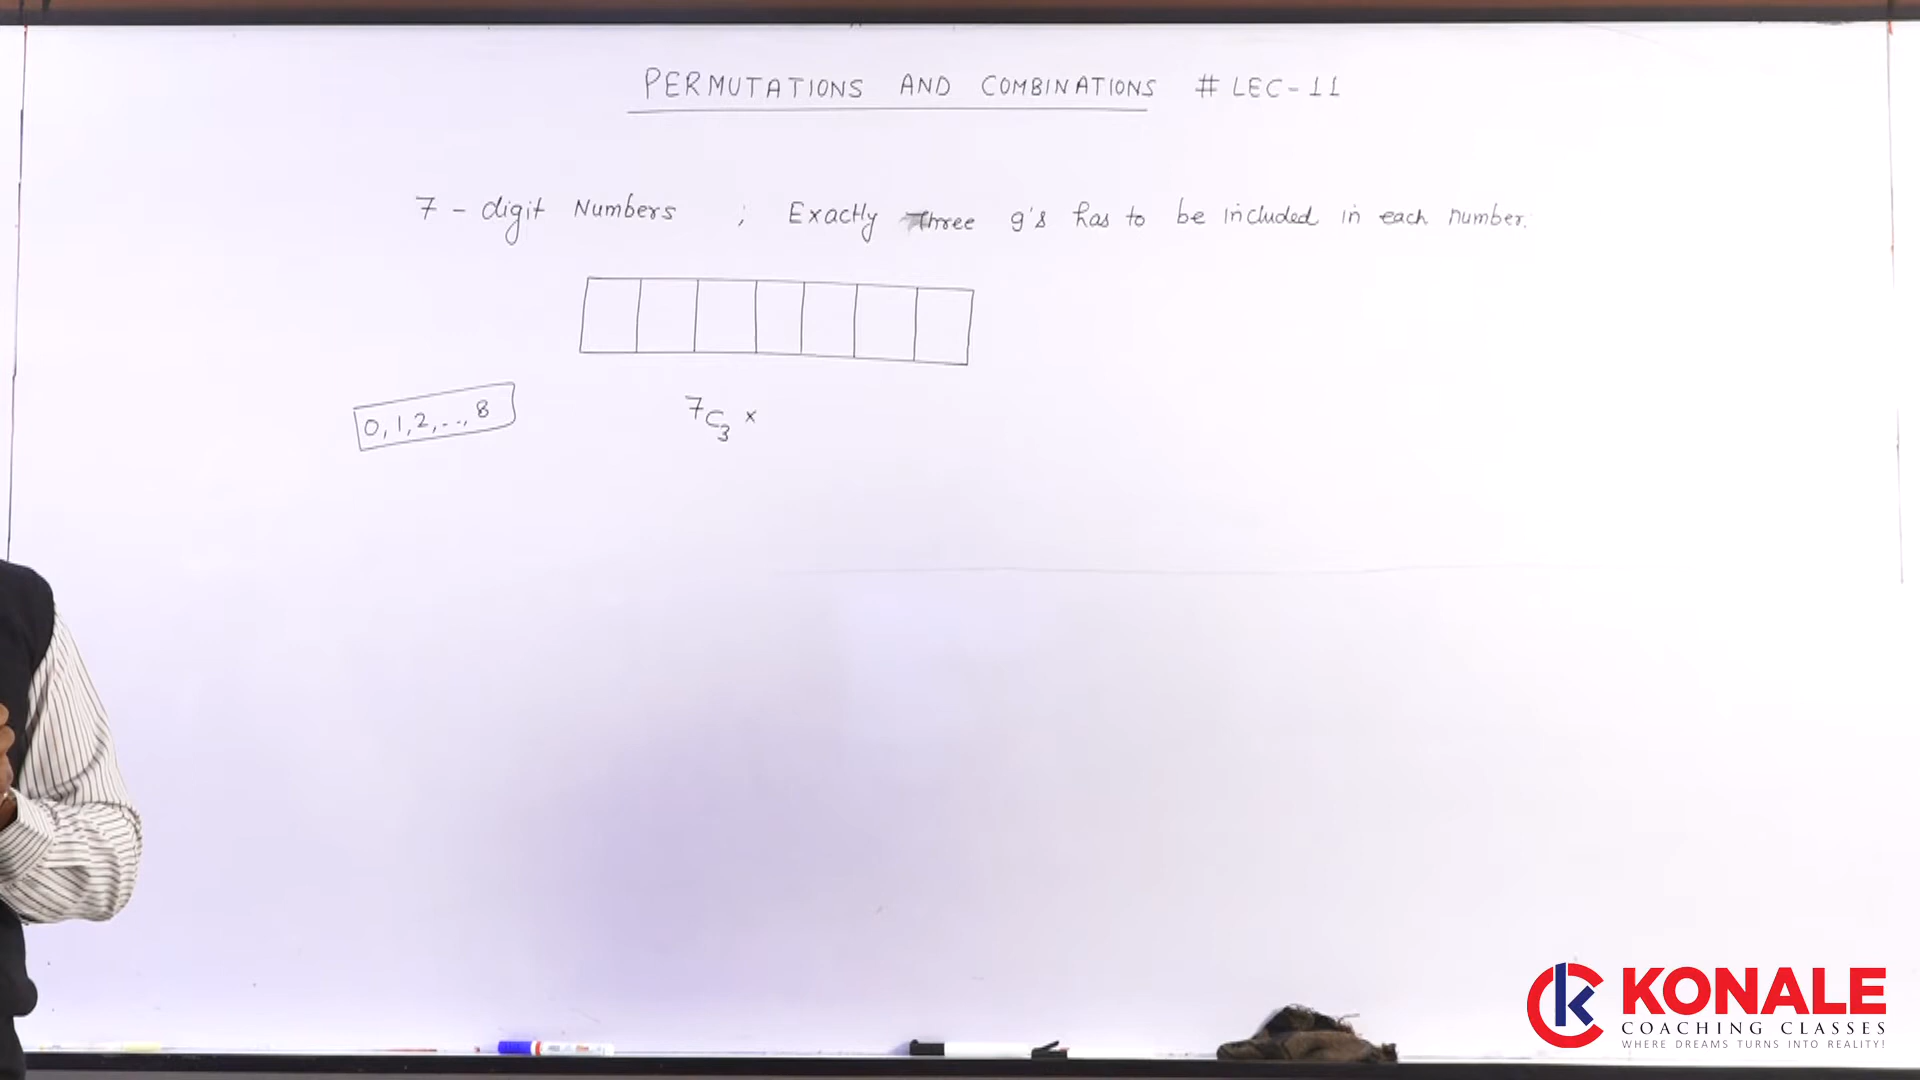 PERMUTATIONS AND COMBINATIONS # LEC-11
7 - digit Numbers ; Exactly Three 9's has to be included in each number.
0, 1, 2, ..., 8
⁷C₃ ×
KONALE
COACHING CLASSES
WHERE DREAMS TURNS INTO REALITY!